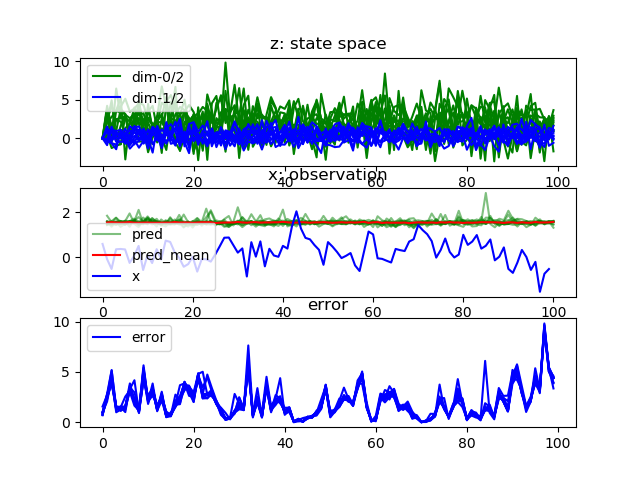 z: state space
10
5
0
dim-0/2
dim-1/2
0 20 40 60 80 100
x: observation
2
0
pred
pred_mean
x
0 20 40 60 80 100
error
10
5
0
error
0 20 40 60 80 100